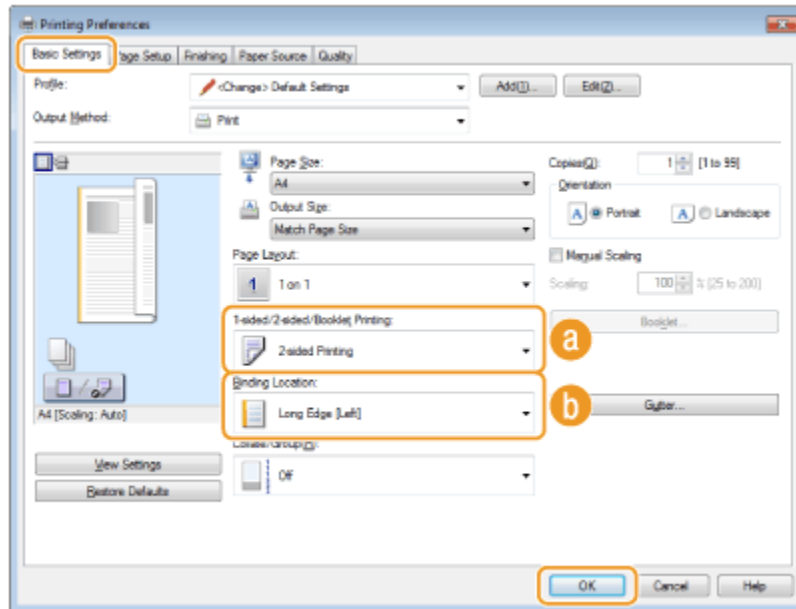 Printing Preferences
Basic Settings Page Setup Finishing Paper Source Quality
Profile: <Change> Default Settings Add(1)... Edit(2)...
Output Method: Print
Page Size:
A4
Output Size:
Match Page Size
Copies(Q): 1 [1 to 99]
Orientation
A Portrait A Landscape
Page Layout:
1 1 on 1
Manual Scaling
Scaling: 100 % [25 to 200]
1-sided/2-sided/Booklet Printing:
2-sided Printing
a
Booklet...
Binding Location:
Long Edge [Left]
b
Gutter...
A4 [Scaling: Auto]
Collate/Group(X):
Off
View Settings
Restore Defaults
OK Cancel Help